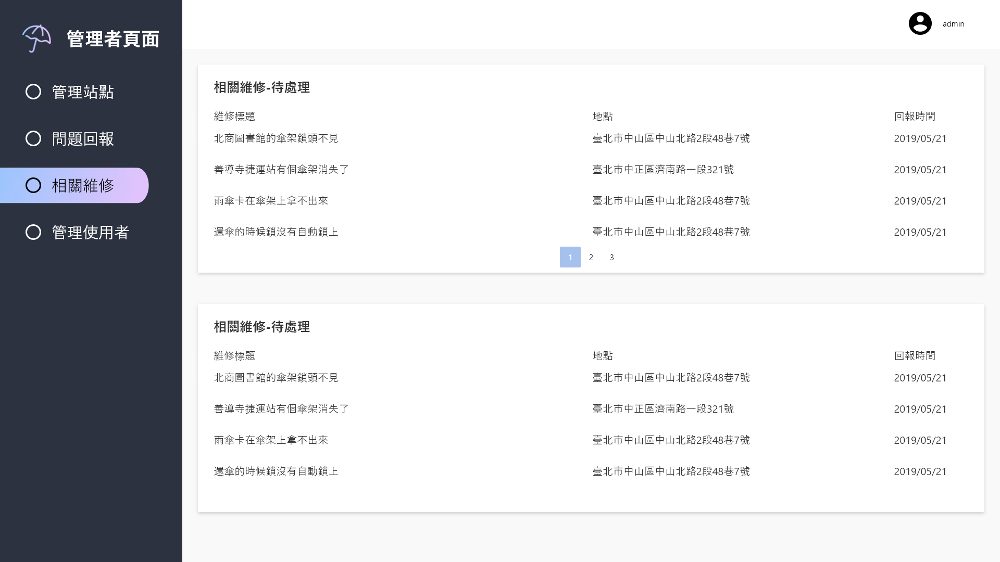 管理者頁面
管理站點
問題回報
相關維修
管理使用者
admin
相關維修-待處理
維修標題 地點 回報時間
北商圖書館的傘架鎖頭不見 臺北市中山區中山北路2段48巷7號 2019/05/21
善導寺捷運站有個傘架消失了 臺北市中正區濟南路一段321號 2019/05/21
雨傘卡在傘架上拿不出來 臺北市中山區中山北路2段48巷7號 2019/05/21
還傘的時候鎖沒有自動鎖上 臺北市中山區中山北路2段48巷7號 2019/05/21
1 2 3
相關維修-待處理
維修標題 地點 回報時間
北商圖書館的傘架鎖頭不見 臺北市中山區中山北路2段48巷7號 2019/05/21
善導寺捷運站有個傘架消失了 臺北市中正區濟南路一段321號 2019/05/21
雨傘卡在傘架上拿不出來 臺北市中山區中山北路2段48巷7號 2019/05/21
還傘的時候鎖沒有自動鎖上 臺北市中山區中山北路2段48巷7號 2019/05/21